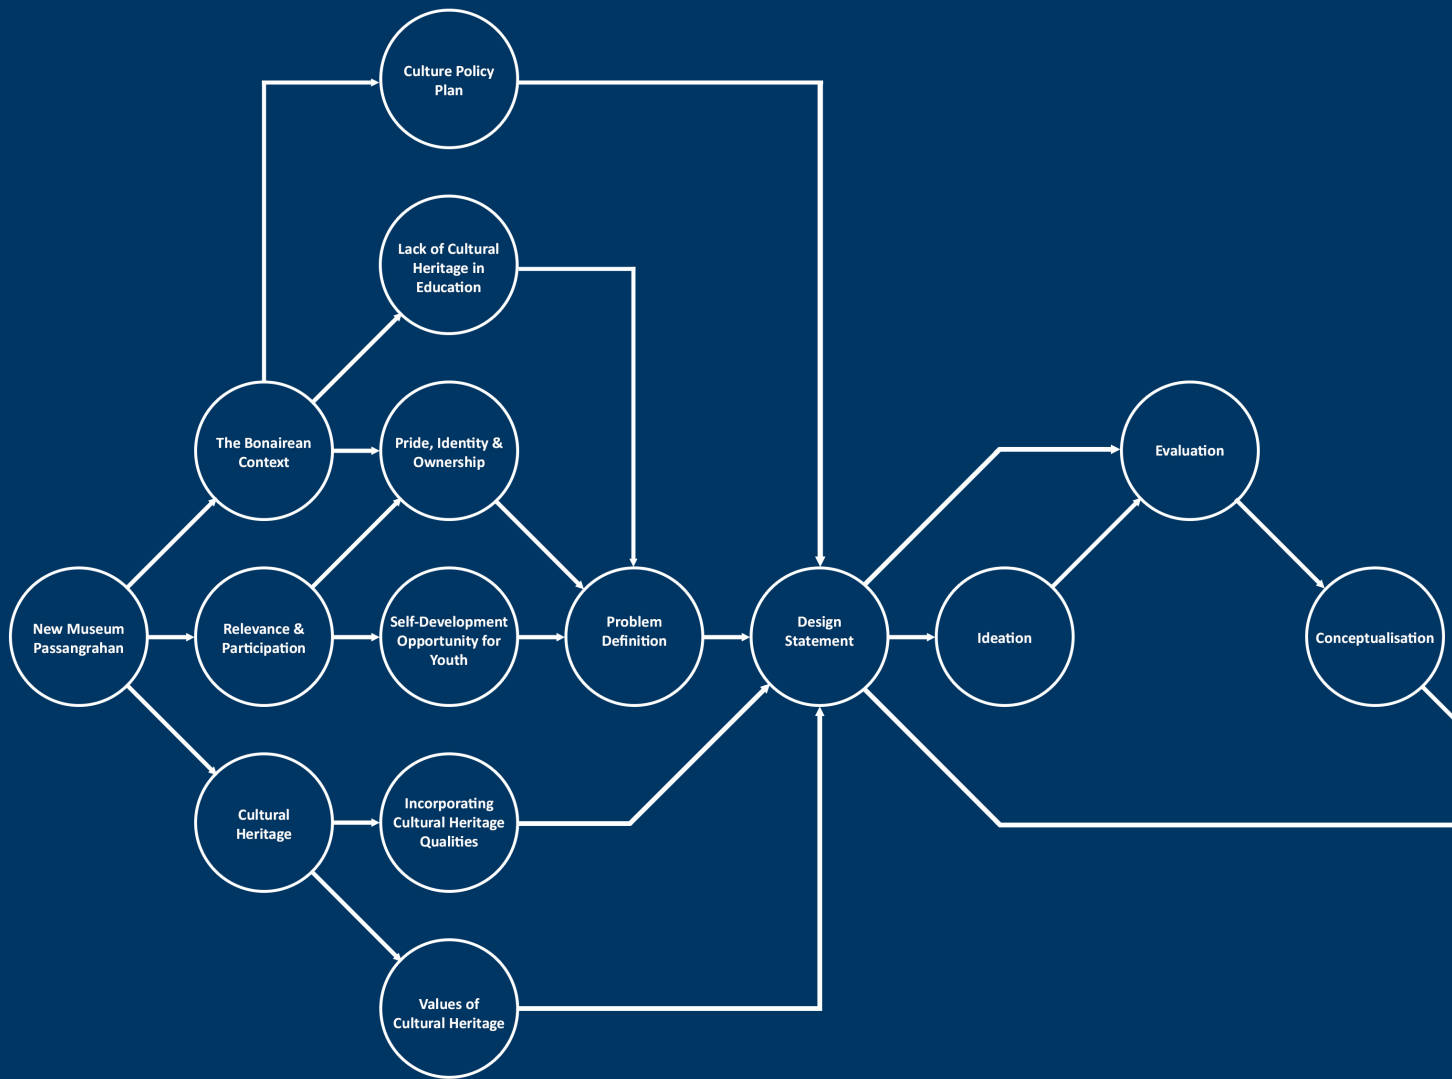 Culture Policy
Plan
Lack of Cultural
Heritage in
Education
The Bonairean
Context
Pride, Identity &
Ownership
Evaluation
New Museum
Passangrahan
Relevance &
Participation
Self-Development
Opportunity for
Youth
Problem
Definition
Design
Statement
Ideation
Conceptualisation
Cultural
Heritage
Incorporating
Cultural Heritage
Qualities
Values of
Cultural Heritage